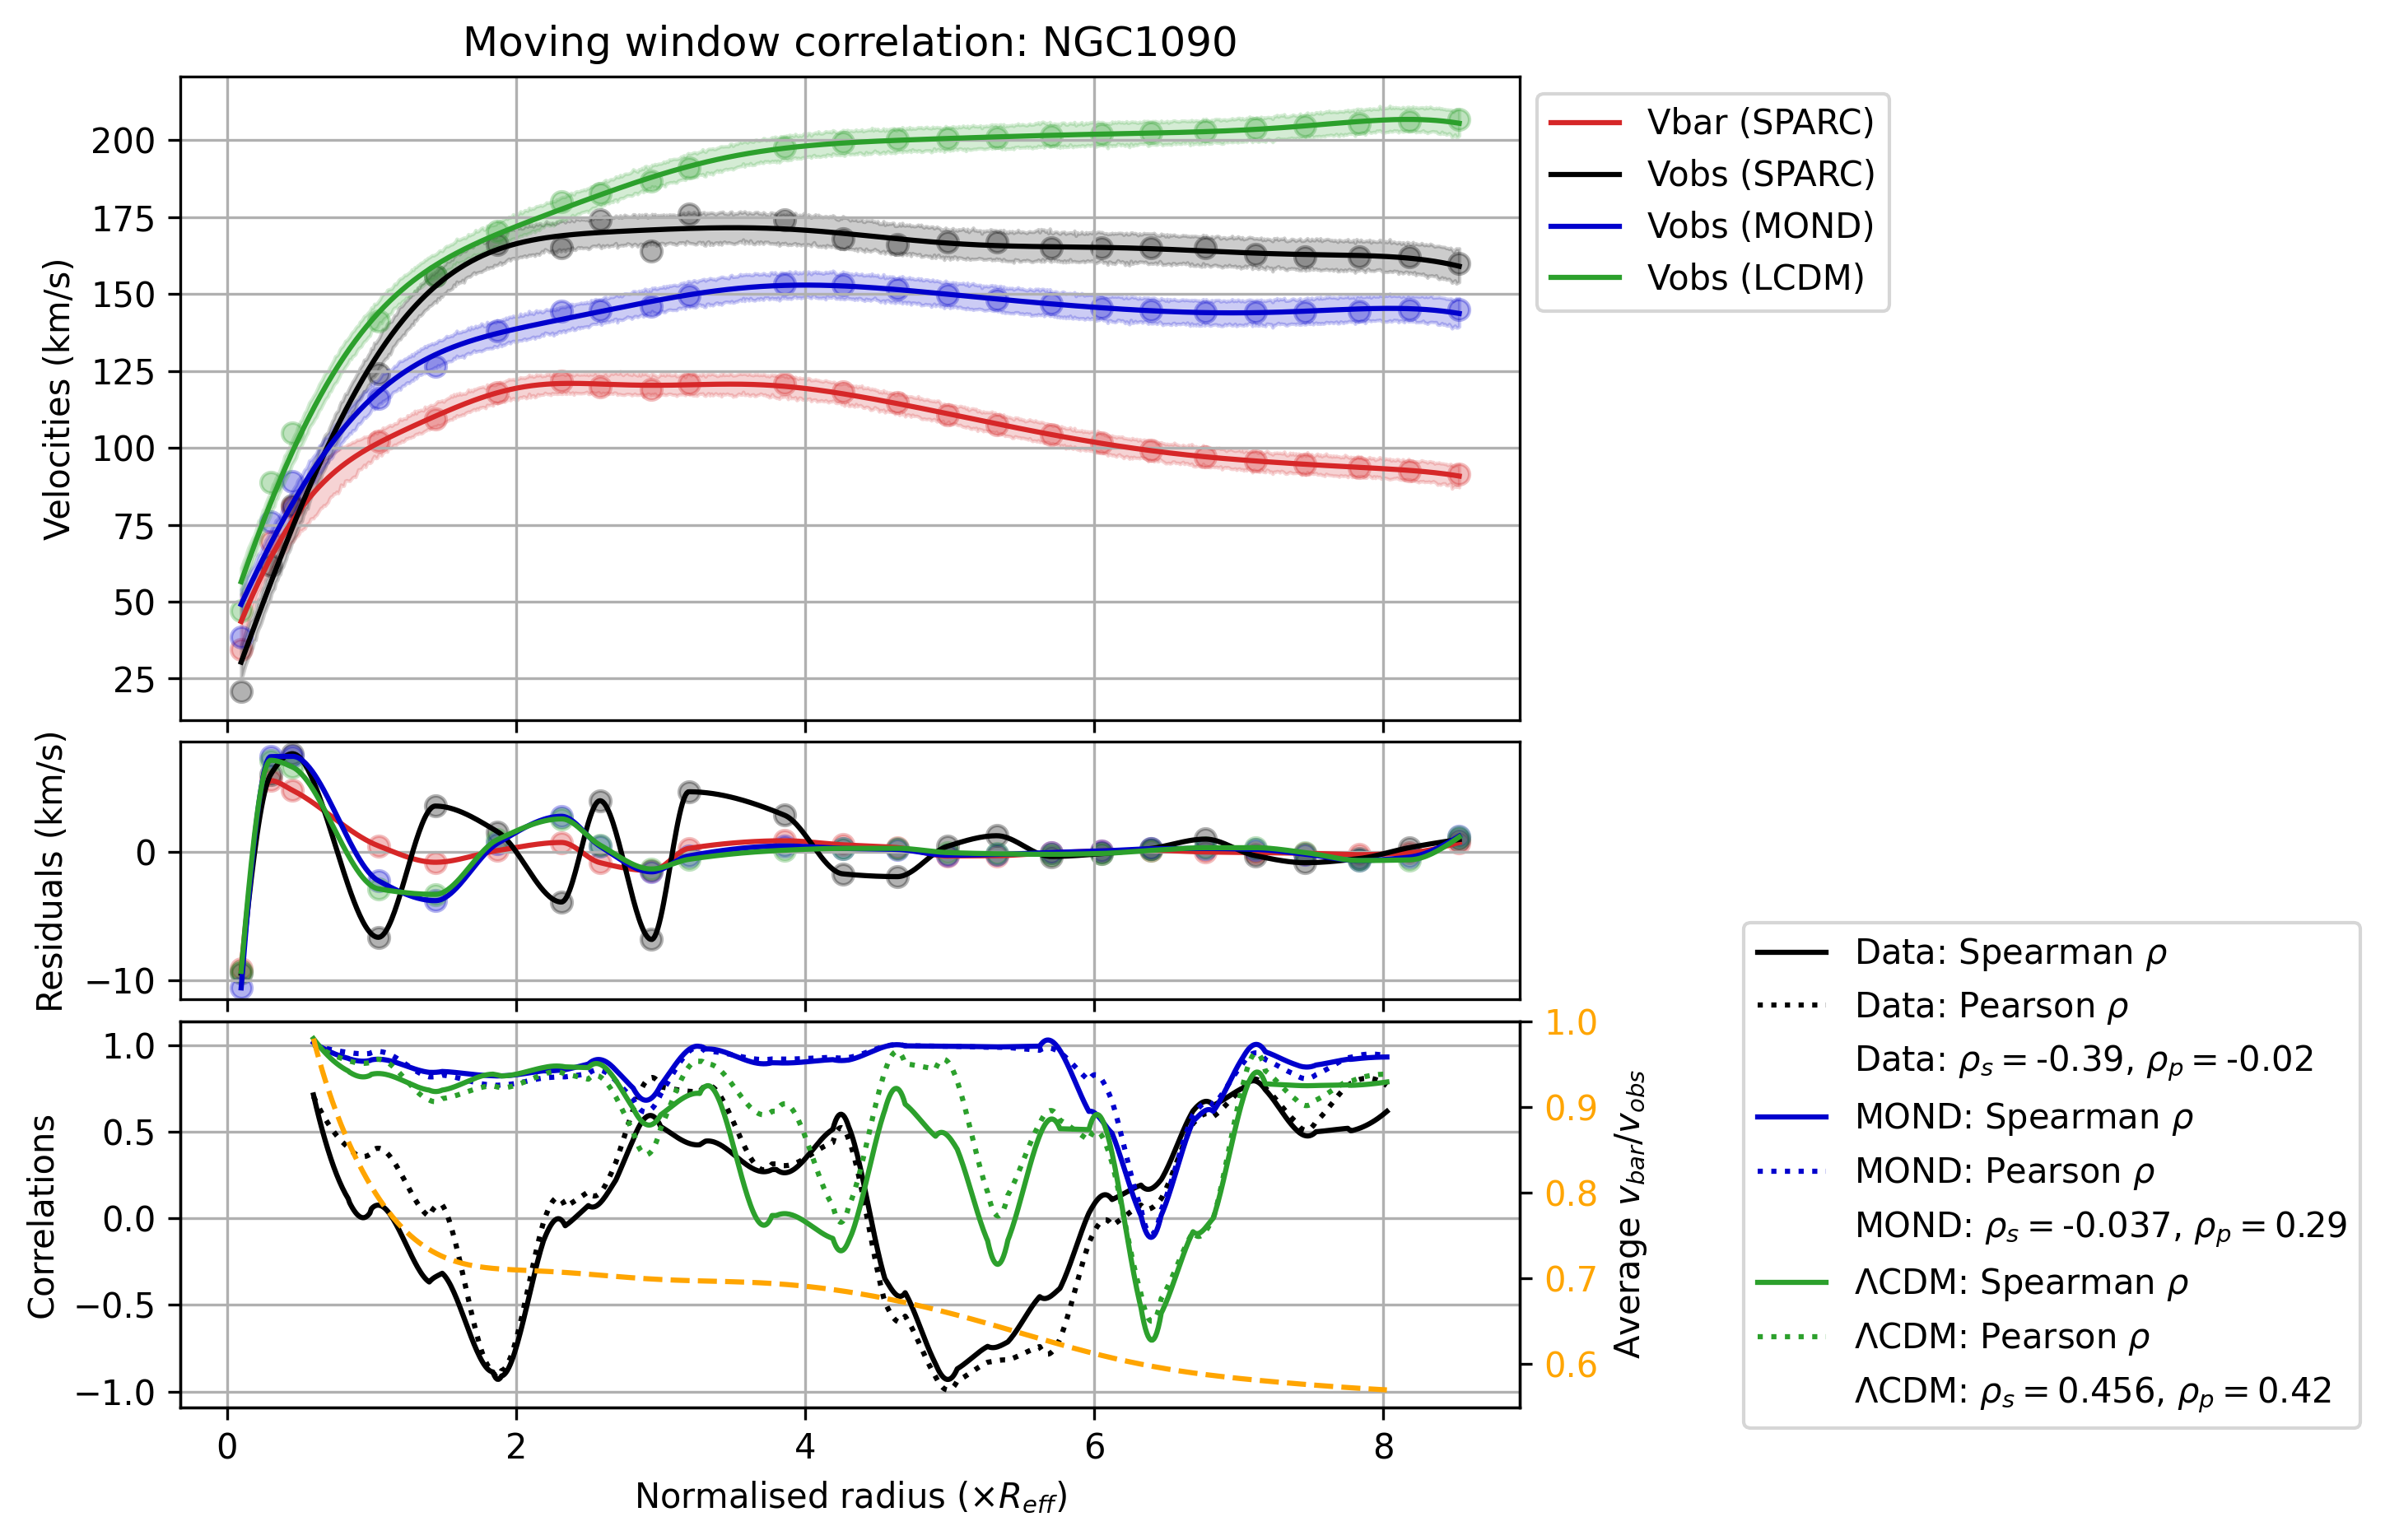 Moving window correlation: NGC1090
Velocities (km/s)
200
175
150
125
100
75
50
25
Vbar (SPARC)
Vobs (SPARC)
Vobs (MOND)
Vobs (LCDM)
Residuals (km/s)
0
−10
Correlations
1.0
0.5
0.0
−0.5
−1.0
1.0
0.9
0.8
0.7
0.6
Average v_bar/v_obs
0 2 4 6 8
Normalised radius (×R_eff)
Data: Spearman ρ
Data: Pearson ρ
Data: ρ_s = -0.39, ρ_p = -0.02
MOND: Spearman ρ
MOND: Pearson ρ
MOND: ρ_s = -0.037, ρ_p = 0.29
ΛCDM: Spearman ρ
ΛCDM: Pearson ρ
ΛCDM: ρ_s = 0.456, ρ_p = 0.42